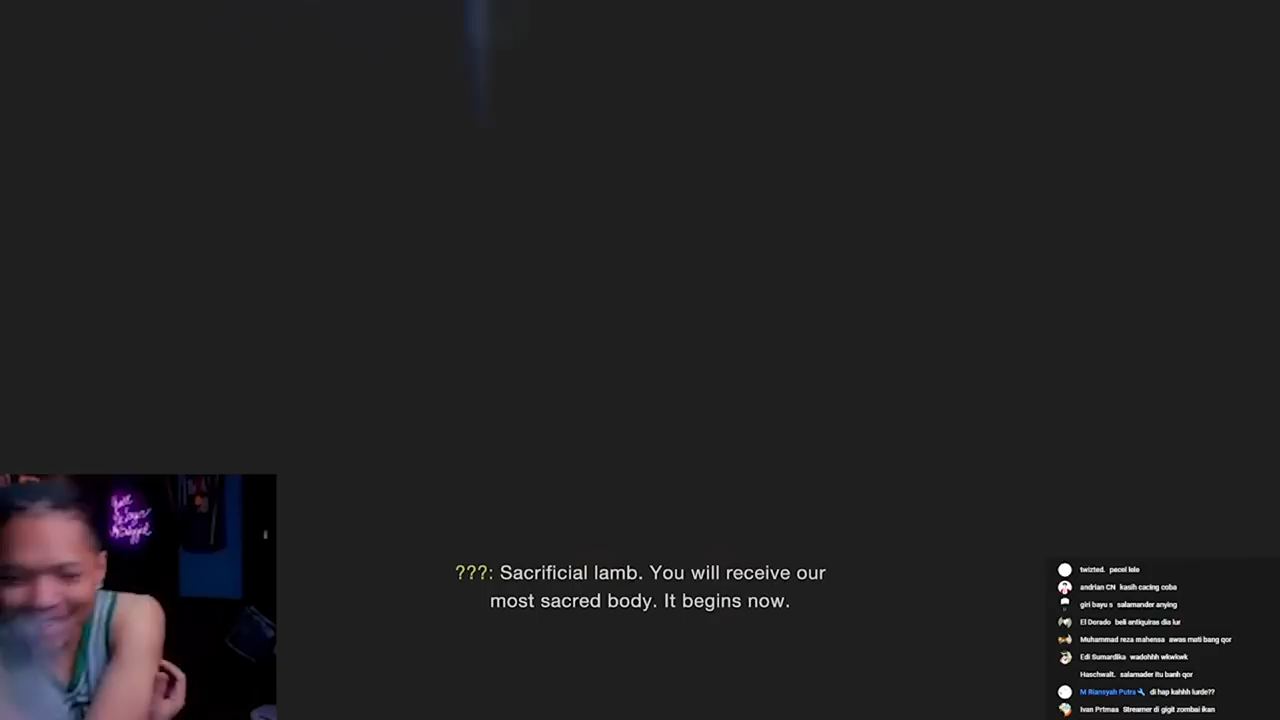 ???: Sacrificial lamb. You will receive our
most sacred body. It begins now.
twizted. pecel lele
andrian CN kasih cacing coba
giri bayu s salamander anying
El Dorado beli antiquiras dia lur
Muhammad reza mahensa awas mati bang qor
Edi Sumardika wadohhh wkwkwk
Haschwalt. salamader itu banh qor
M Riansyah Putra di hap kahhh lurde??
Ivan Prtmas Streamer di gigit zombai ikan